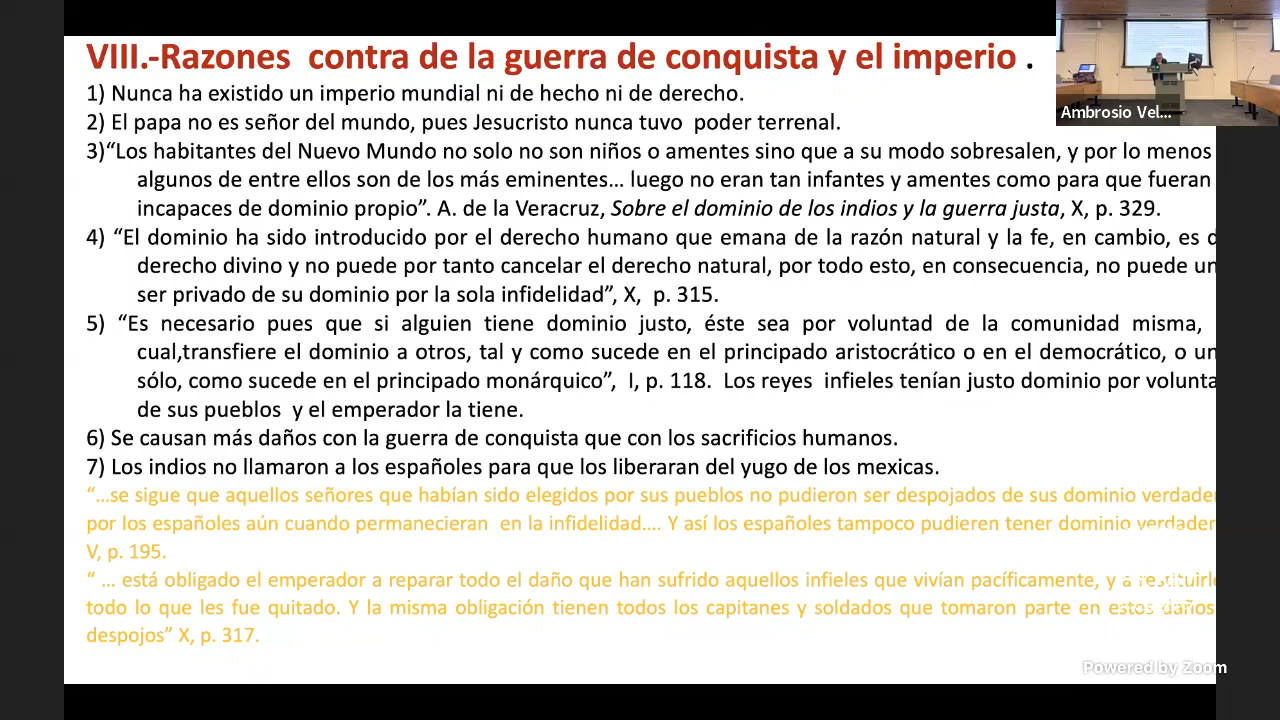 VIII.-Razones contra de la guerra de conquista y el imperio .
Ambrosio Vel...
1) Nunca ha existido un imperio mundial ni de hecho ni de derecho.
2) El papa no es señor del mundo, pues Jesucristo nunca tuvo poder terrenal.
3)“Los habitantes del Nuevo Mundo no solo no son niños o amentes sino que a su modo sobresalen, y por lo menos
algunos de entre ellos son de los más eminentes... luego no eran tan infantes y amentes como para que fueran
incapaces de dominio propio”. A. de la Veracruz, Sobre el dominio de los indios y la guerra justa, X, p. 329.
4) “El dominio ha sido introducido por el derecho humano que emana de la razón natural y la fe, en cambio, es d
derecho divino y no puede por tanto cancelar el derecho natural, por todo esto, en consecuencia, no puede un
ser privado de su dominio por la sola infidelidad”, X, p. 315.
5) “Es necesario pues que si alguien tiene dominio justo, éste sea por voluntad de la comunidad misma,
cual,transfiere el dominio a otros, tal y como sucede en el principado aristocrático o en el democrático, o un
sólo, como sucede en el principado monárquico”, I, p. 118. Los reyes infieles tenían justo dominio por volunta
de sus pueblos y el emperador la tiene.
6) Se causan más daños con la guerra de conquista que con los sacrificios humanos.
7) Los indios no llamaron a los españoles para que los liberaran del yugo de los mexicas.
“...se sigue que aquellos señores que habían sido elegidos por sus pueblos no pudieron ser despojados de sus dominio verdader
por los españoles aún cuando permanecieran en la infidelidad.... Y así los españoles tampoco pudieren tener dominio verdader
V, p. 195.
“ ... está obligado el emperador a reparar todo el daño que han sufrido aquellos infieles que vivían pacíficamente, y a
todo lo que les fue quitado. Y la misma obligación tienen todos los capitanes y soldados que tomaron parte en estos daños
despojos” X, p. 317.
Powered by Zoom